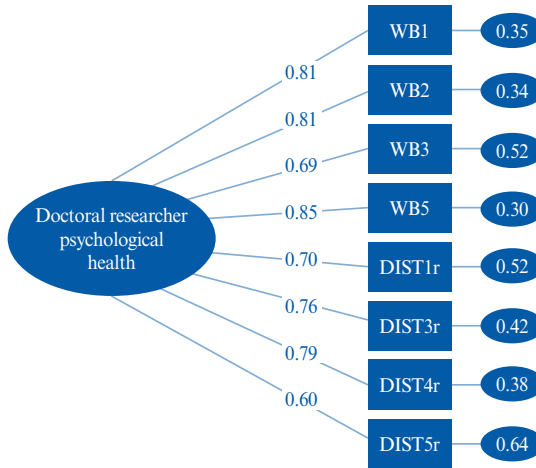 WB1
0.35
0.81
WB2
0.34
0.81
WB3
0.52
0.69
WB5
0.30
0.85
Doctoral researcher
psychological
health
DIST1r
0.52
0.70
DIST3r
0.42
0.76
DIST4r
0.38
0.79
DIST5r
0.64
0.60